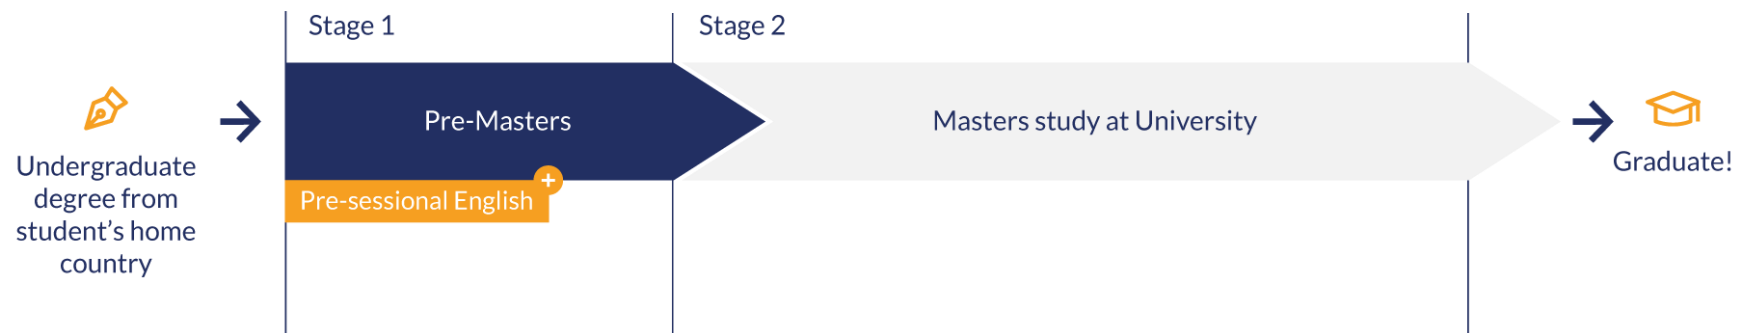 Stage 1
Stage 2
Undergraduate
degree from
student’s home
country
Pre-Masters
+
Pre-sessional English
Masters study at University
Graduate!